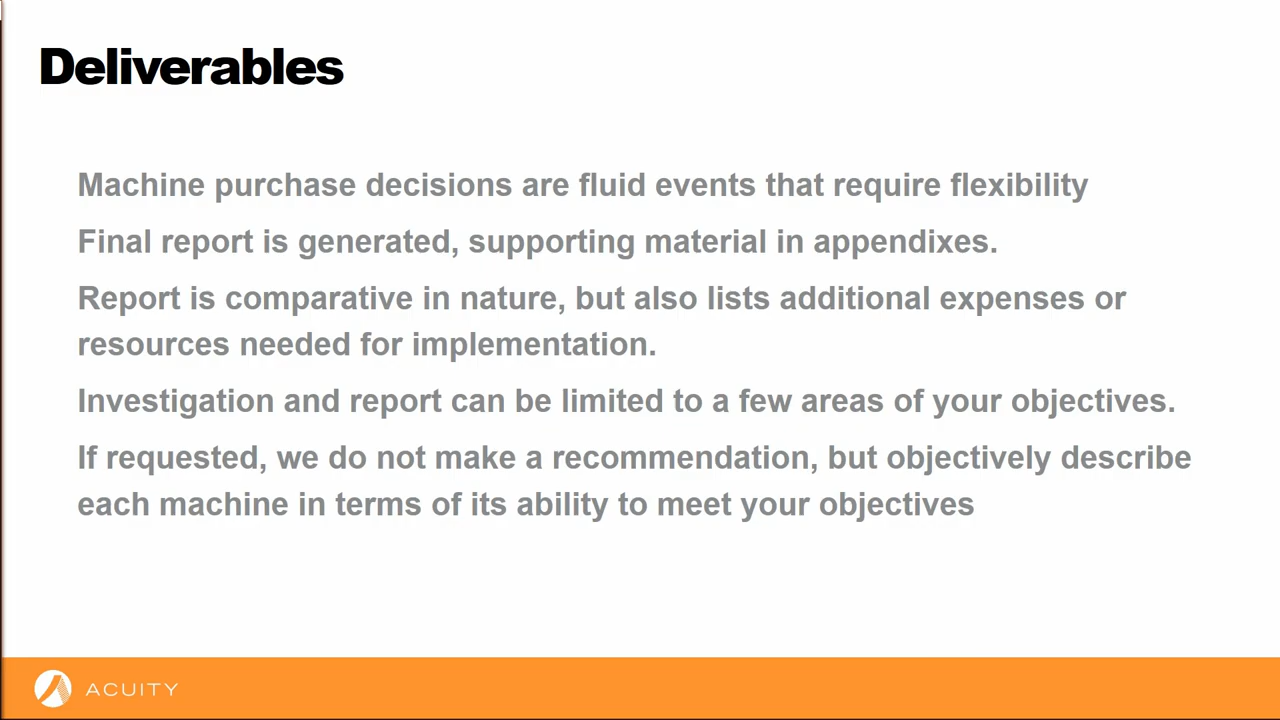 Deliverables
Machine purchase decisions are fluid events that require flexibility
Final report is generated, supporting material in appendixes.
Report is comparative in nature, but also lists additional expenses or
resources needed for implementation.
Investigation and report can be limited to a few areas of your objectives.
If requested, we do not make a recommendation, but objectively describe
each machine in terms of its ability to meet your objectives
ACUITY